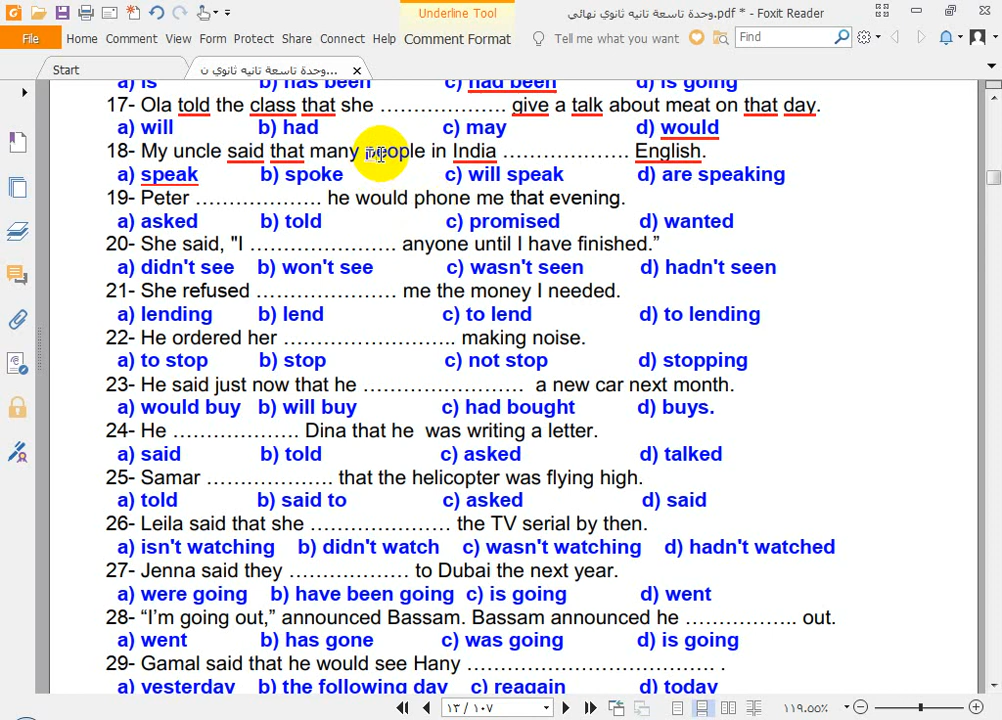 Underline Tool
وحدة تاسعة تانيه ثانوي نهائي.pdf * - Foxit Reader
File Home Comment View Form Protect Share Connect Help Comment Format Tell me what you want Find
Start وحدة تاسعة تانيه ثانوي ن...
a) is b) has been c) had been d) is going
17- Ola told the class that she ………………… give a talk about meat on that day.
a) will b) had c) may d) would
18- My uncle said that many people in India ………………… English.
a) speak b) spoke c) will speak d) are speaking
19- Peter ………………… he would phone me that evening.
a) asked b) told c) promised d) wanted
20- She said, "I …………………… anyone until I have finished.”
a) didn't see b) won't see c) wasn't seen d) hadn't seen
21- She refused ………………….. me the money I needed.
a) lending b) lend c) to lend d) to lending
22- He ordered her …………………….. making noise.
a) to stop b) stop c) not stop d) stopping
23- He said just now that he …………………… a new car next month.
a) would buy b) will buy c) had bought d) buys.
24- He ………………. Dina that he was writing a letter.
a) said b) told c) asked d) talked
25- Samar ………………. that the helicopter was flying high.
a) told b) said to c) asked d) said
26- Leila said that she ………………… the TV serial by then.
a) isn't watching b) didn't watch c) wasn't watching d) hadn't watched
27- Jenna said they ……………… to Dubai the next year.
a) were going b) have been going c) is going d) went
28- “I’m going out,” announced Bassam. Bassam announced he …………….. out.
a) went b) has gone c) was going d) is going
29- Gamal said that he would see Hany ……………………………… .
a) yesterday b) the following day c) reagain d) today
١٣ / ١٠٧ ١١٩.٥٥%